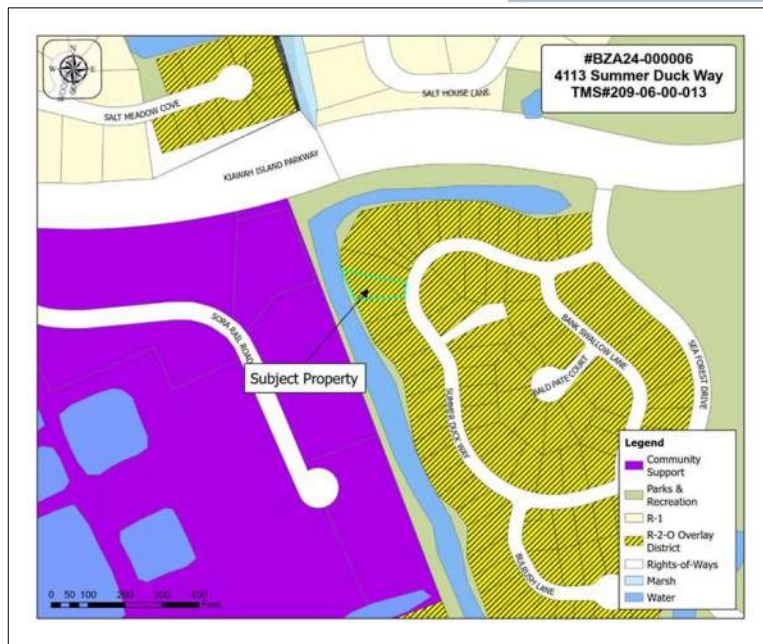 #BZA24-000006
4113 Summer Duck Way
TMS#209-06-00-013
N
W
E
S
SALT MEADOW COVE
SALT HOUSE LANE
KIAWAH ISLAND PARKWAY
SORA RAIL ROAD
Subject Property
BANK SWALLOW LANE
BALD PATE COURT
SEA FOREST DRIVE
SUMMER DUCK WAY
BULRUSH LANE
Legend
Community
Support
Parks &
Recreation
R-1
R-2-O Overlay
District
Rights-of-Ways
Marsh
Water
0 50 100 200 300 400
Feet